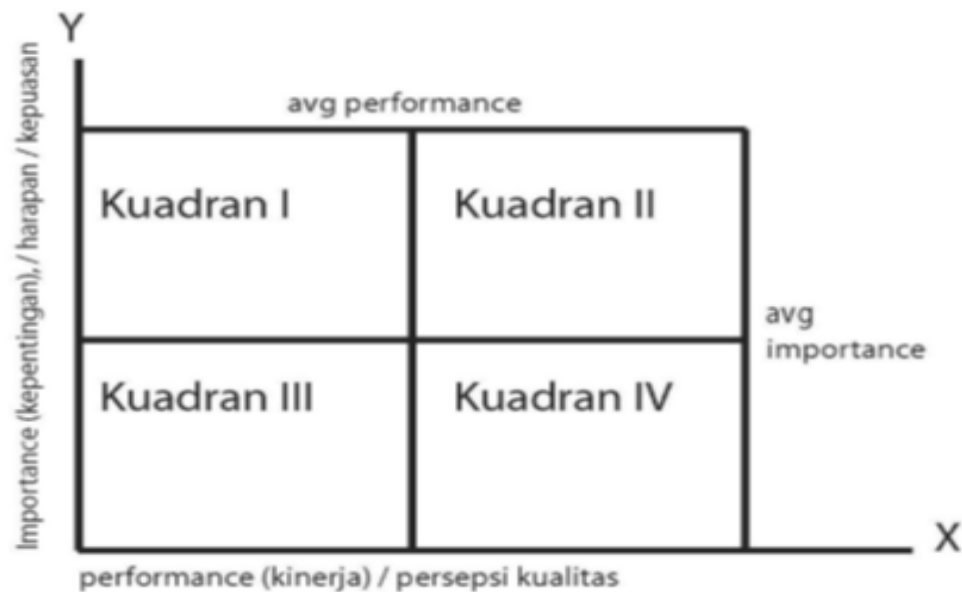 Y
Importance (kepentingan),/ harapan / kepuasan
avg performance
Kuadran I
Kuadran II
avg
importance
Kuadran III
Kuadran IV
X
performance (kinerja) / persepsi kualitas